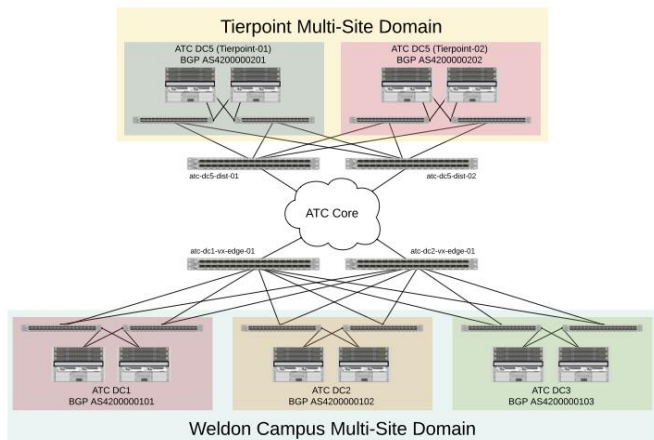 Tierpoint Multi-Site Domain
ATC DC5 (Tierpoint-01)
BGP AS4200000201
ATC DC5 (Tierpoint-02)
BGP AS4200000202
atc-dc5-dist-01
atc-dc5-dist-02
ATC Core
atc-dc1-vx-edge-01
atc-dc2-vx-edge-01
ATC DC1
BGP AS4200000101
ATC DC2
BGP AS4200000102
ATC DC3
BGP AS4200000103
Weldon Campus Multi-Site Domain